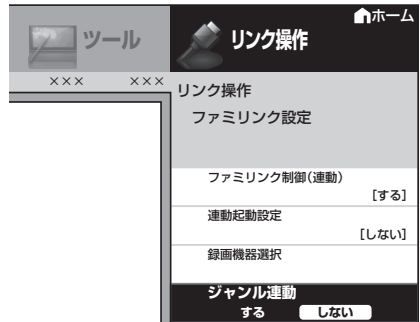 ホーム
ツール
リンク操作
××× ×××
リンク操作
ファミリンク設定
ファミリンク制御(連動)
[する]
連動起動設定
[しない]
録画機器選択
ジャンル連動
する しない